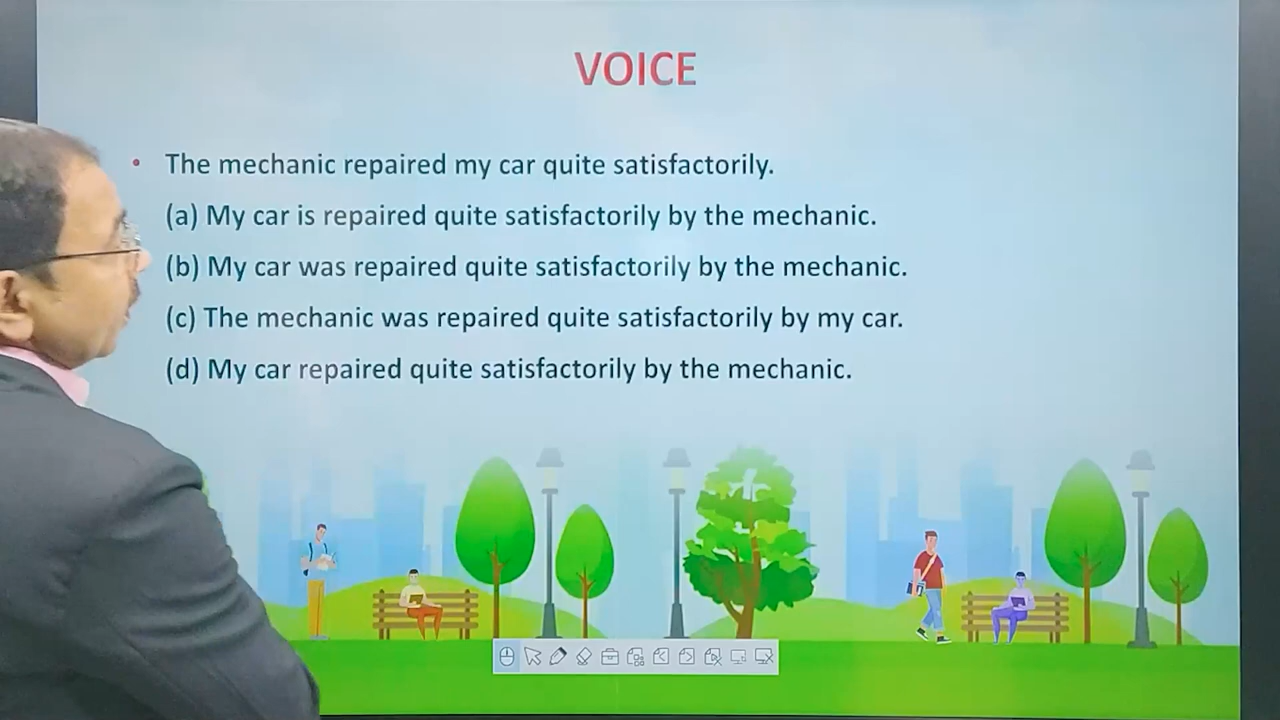 VOICE
• The mechanic repaired my car quite satisfactorily.
(a) My car is repaired quite satisfactorily by the mechanic.
(b) My car was repaired quite satisfactorily by the mechanic.
(c) The mechanic was repaired quite satisfactorily by my car.
(d) My car repaired quite satisfactorily by the mechanic.